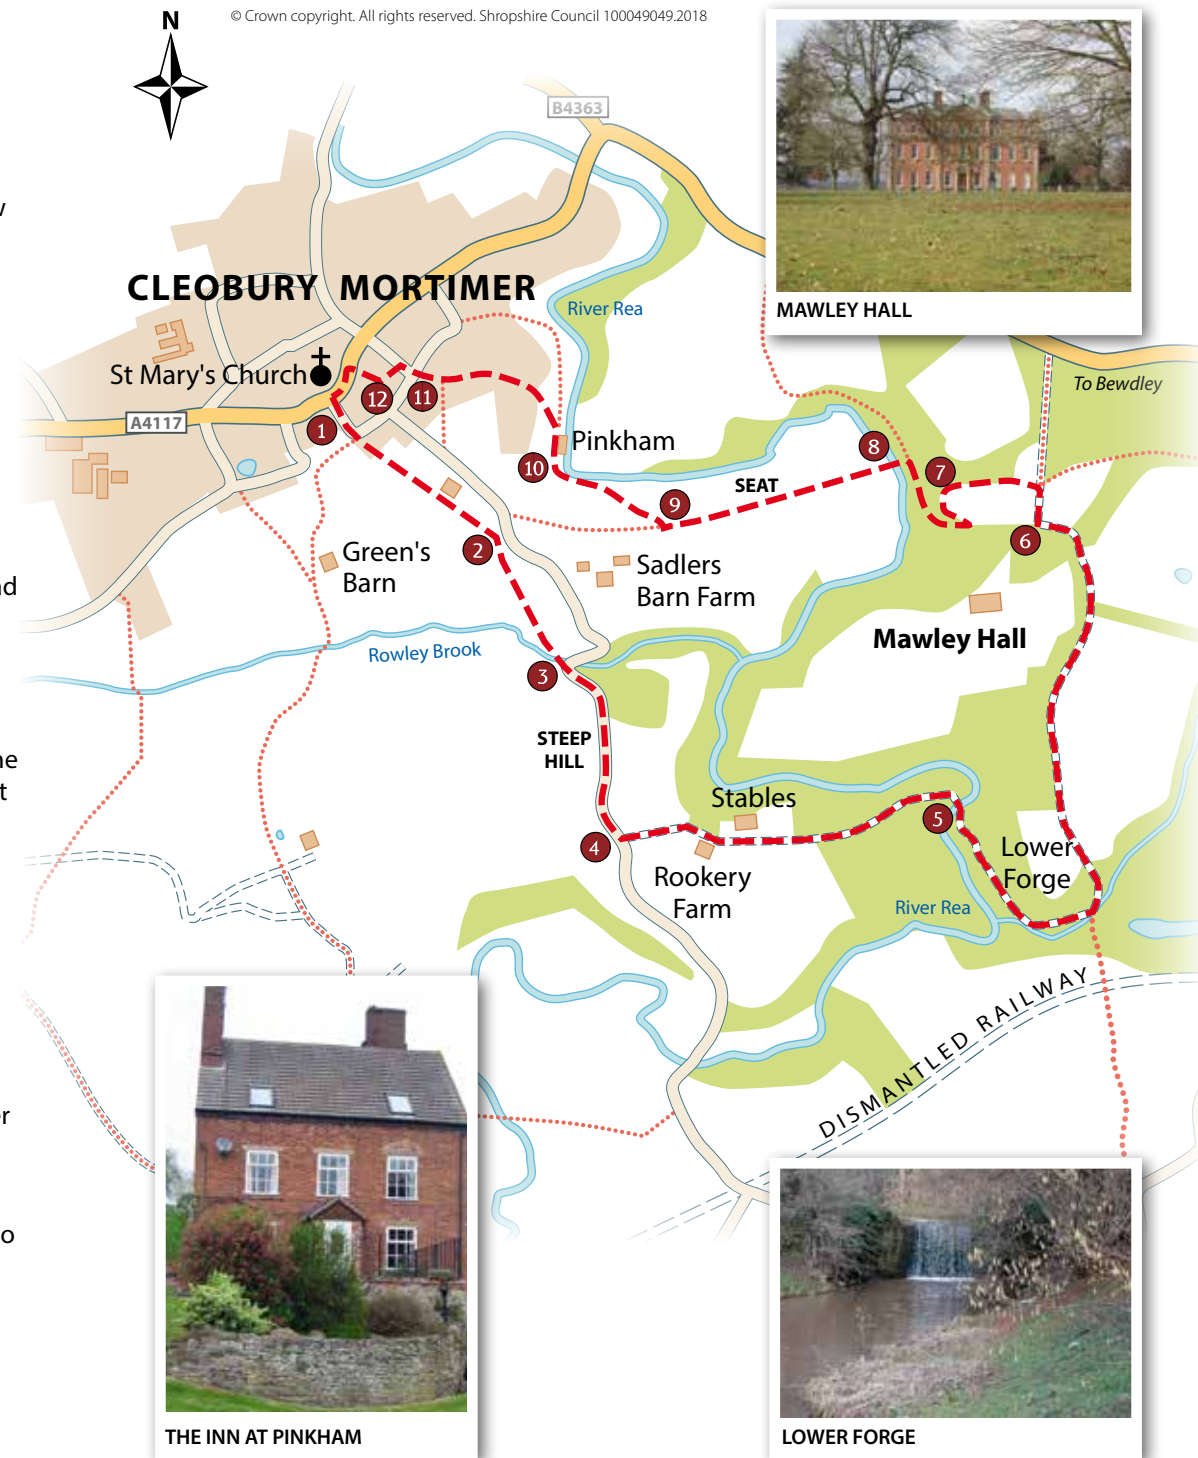 © Crown copyright. All rights reserved. Shropshire Council 100049049.2018
N
B4363
MAWLEY HALL
CLEOBURY MORTIMER
River Rea
St Mary's Church
To Bewdley
A4117
12
11
1
Pinkham
10
8
7
SEAT
9
6
2
Green's
Barn
Sadlers
Barn Farm
Mawley Hall
Rowley Brook
3
STEEP
HILL
Stables
5
4
Lower
Forge
Rookery
Farm
River Rea
DISMANTLED RAILWAY
THE INN AT PINKHAM
LOWER FORGE